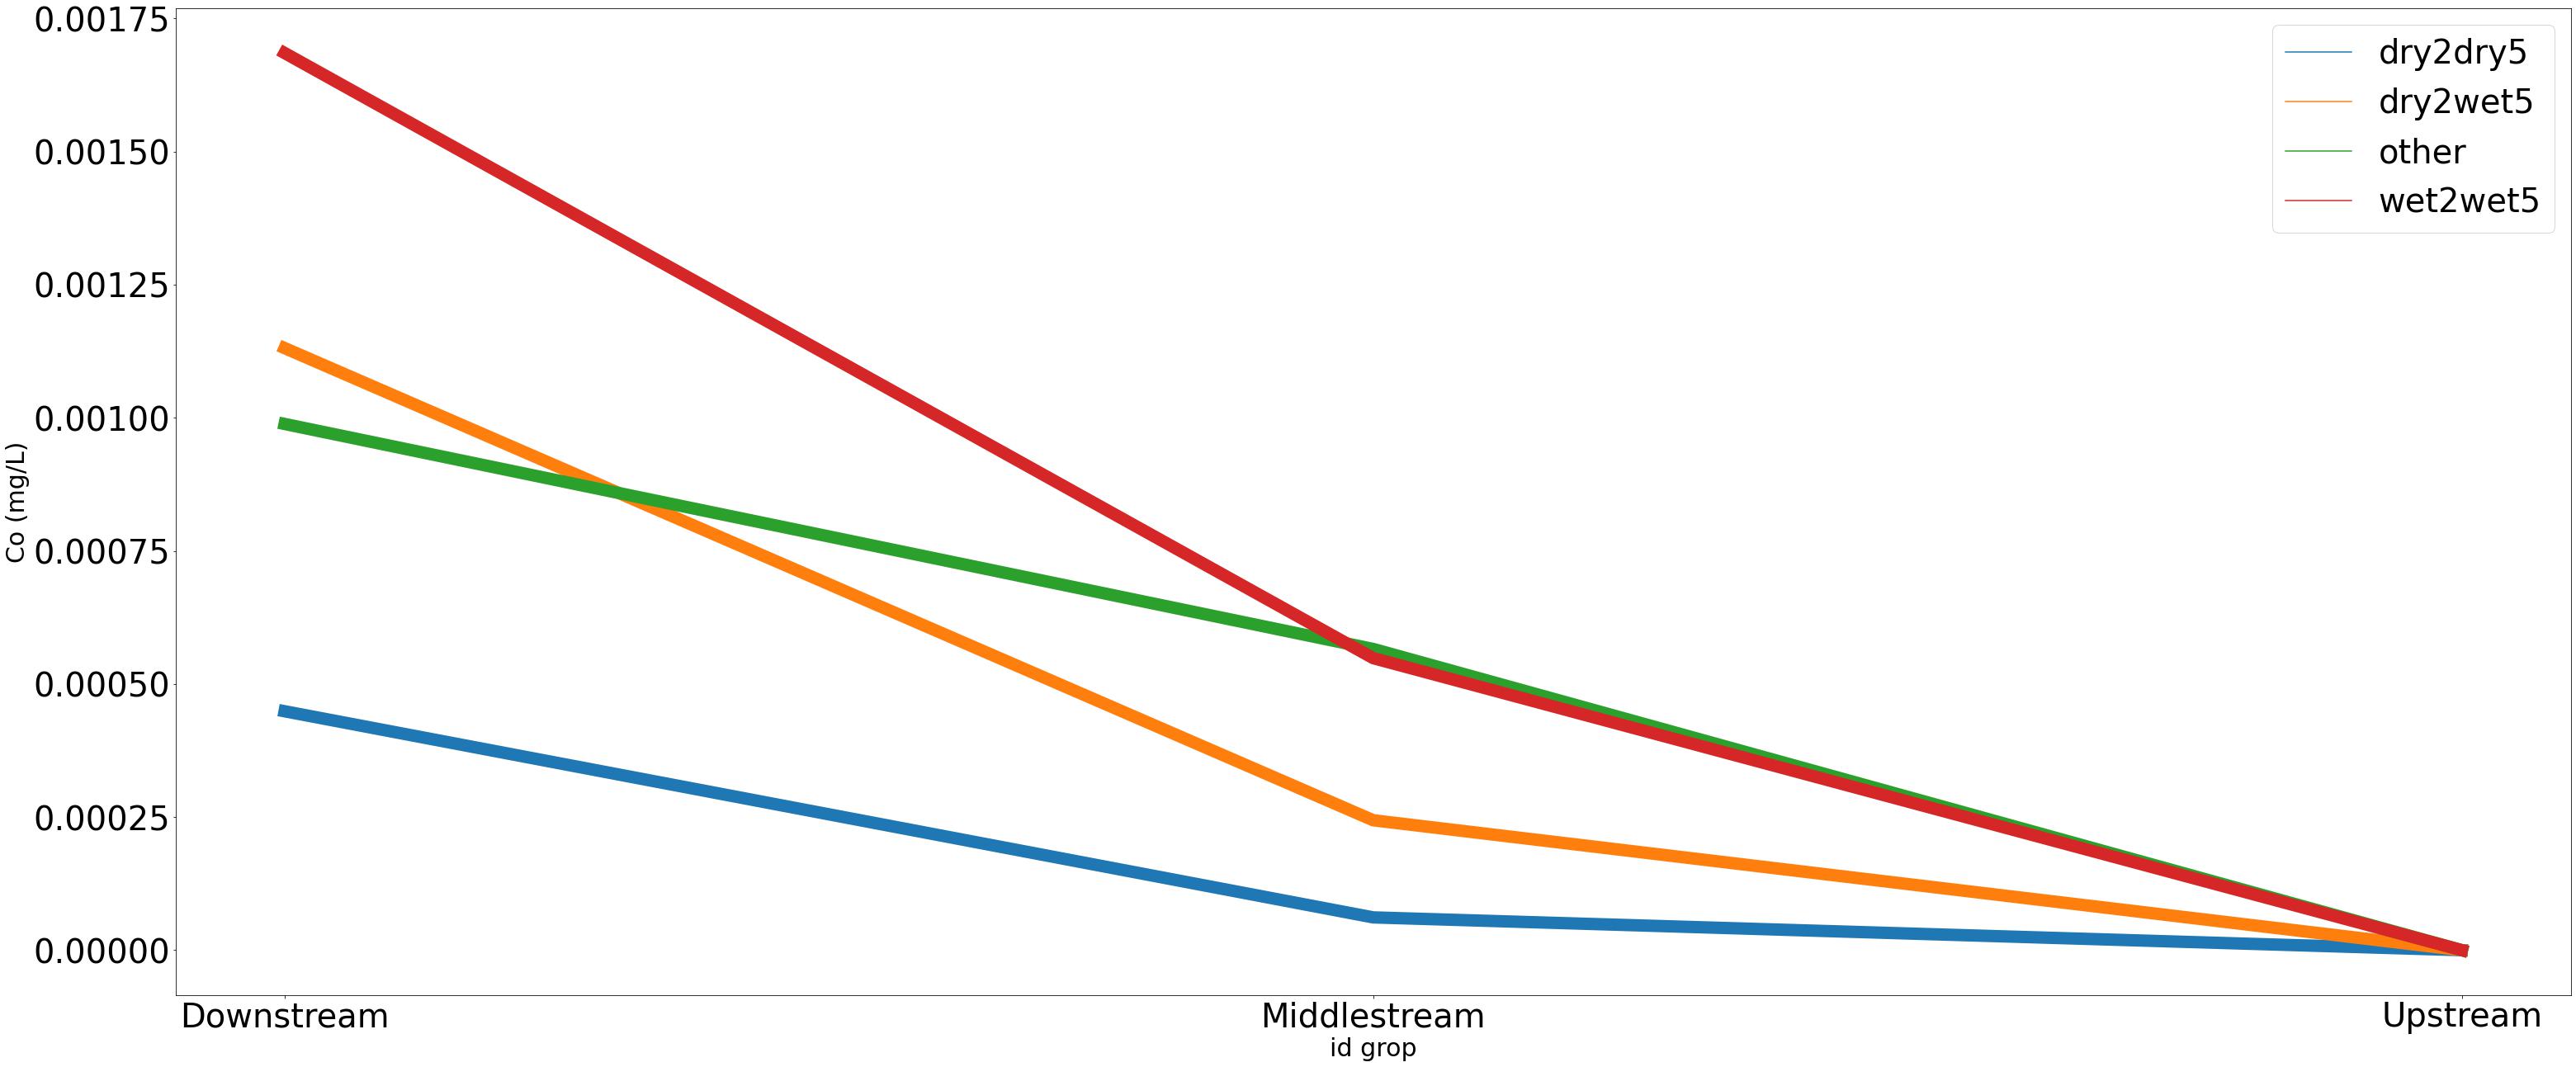 0.00175
0.00150
0.00125
0.00100
0.00075
0.00050
0.00025
0.00000
Co (mg/L)
Downstream
Middlestream
Upstream
id grop
dry2dry5
dry2wet5
other
wet2wet5